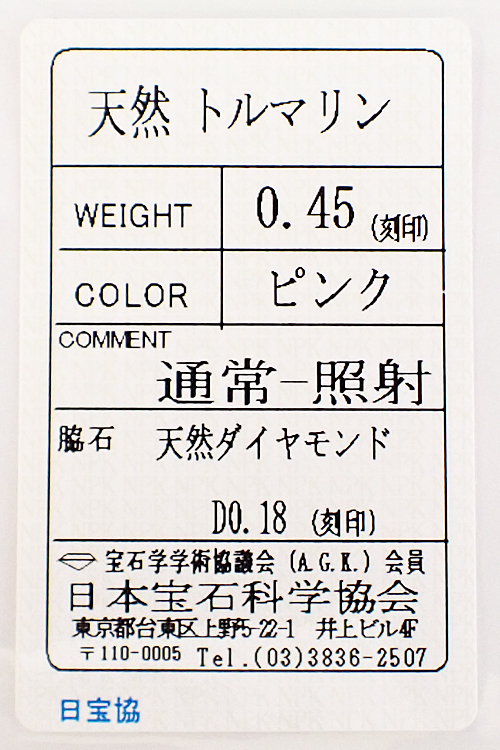 天然 トルマリン
WEIGHT 0.45 (刻印)
COLOR ピンク
COMMENT
通常-照射
脇石 天然ダイヤモンド
D0.18 (刻印)
宝石学学術協議会 (A.G.K.) 会員
日本宝石科学協会
東京都台東区上野5-22-1 井上ビル4F
〒110-0005 Tel.(03)3836-2507
日宝協